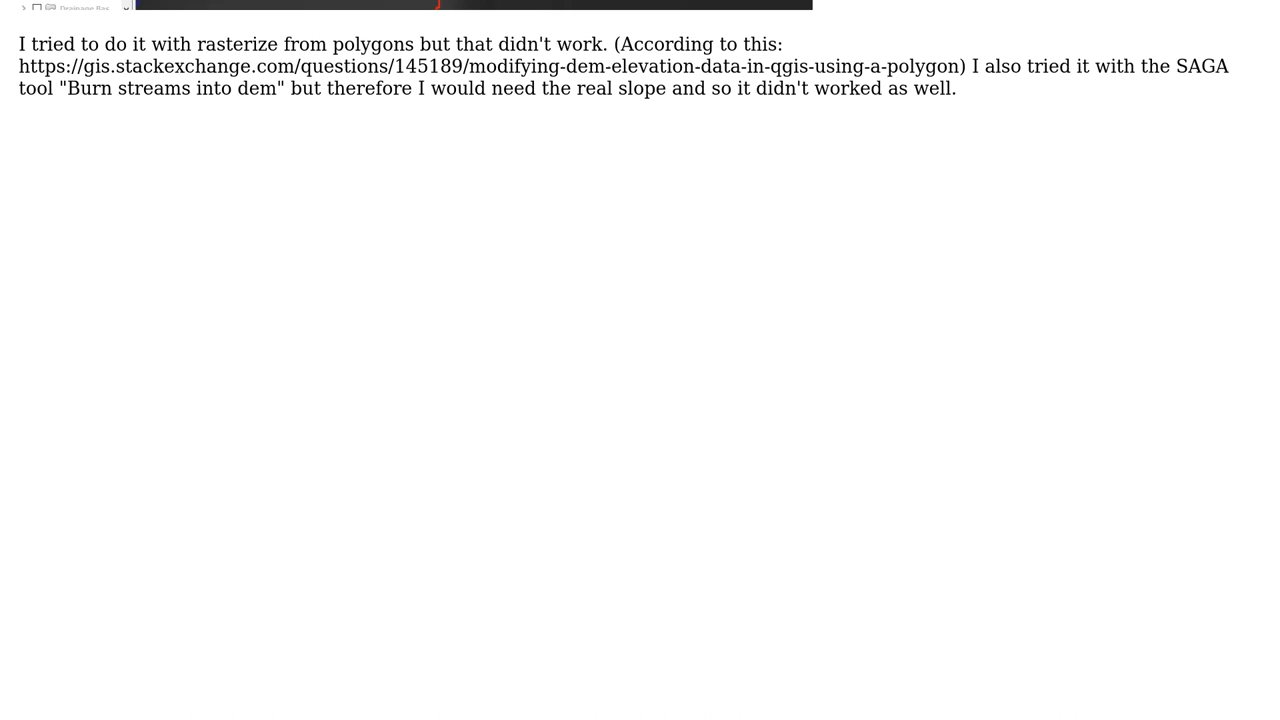 Drainage Bas
I tried to do it with rasterize from polygons but that didn't work. (According to this:
https://gis.stackexchange.com/questions/145189/modifying-dem-elevation-data-in-qgis-using-a-polygon) I also tried it with the SAGA
tool "Burn streams into dem" but therefore I would need the real slope and so it didn't worked as well.